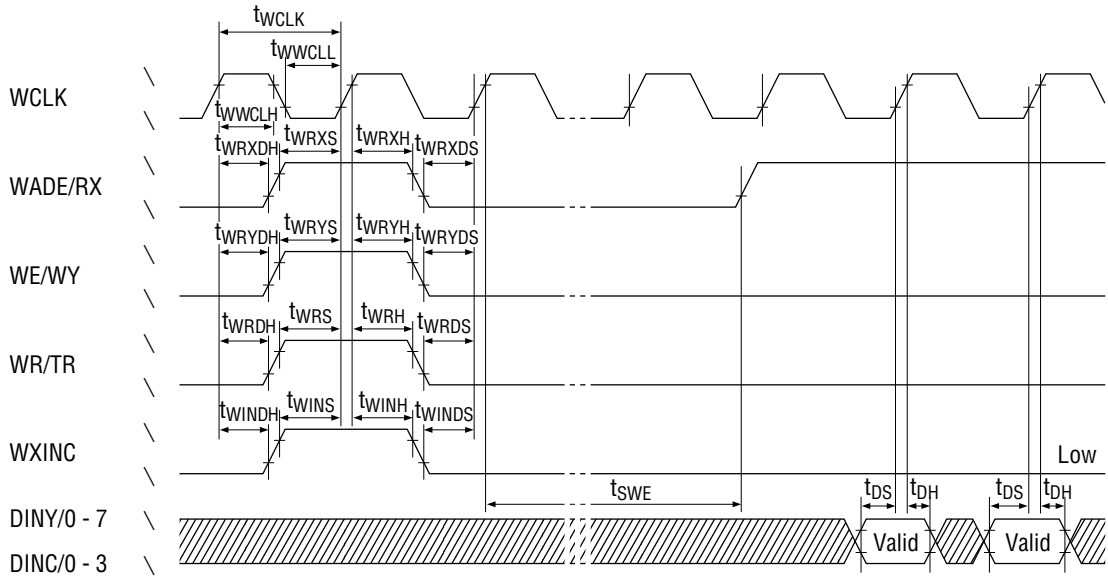 tWCLK
tWWCLL
WCLK
tWWCLH
tWRXDH tWRXS tWRXH tWRXDS
WADE/RX
tWRYDH tWRYS tWRYH tWRYDS
WE/WY
tWRDH tWRS tWRH tWRDS
WR/TR
tWINDH tWINS tWINH tWINDS
WXINC
Low
tSWE
tDS tDH tDS tDH
DINY/0 - 7
Valid Valid
DINC/0 - 3